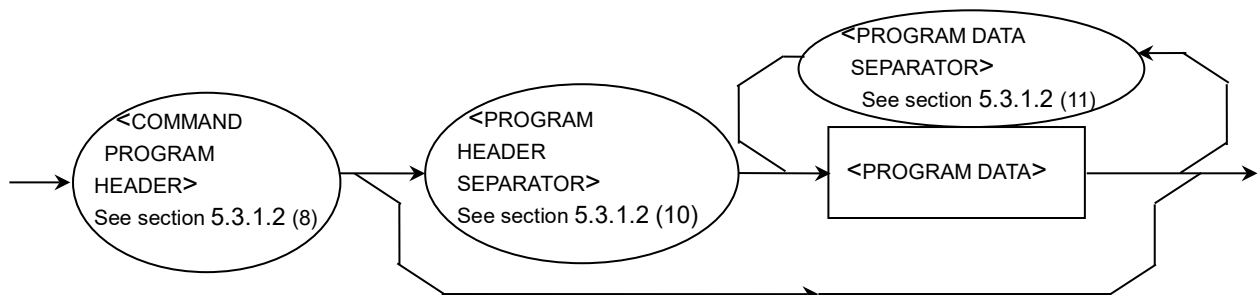 <PROGRAM DATA
SEPARATOR>
See section 5.3.1.2 (11)
<COMMAND
PROGRAM
HEADER>
See section 5.3.1.2 (8)
<PROGRAM
HEADER
SEPARATOR>
See section 5.3.1.2 (10)
<PROGRAM DATA>